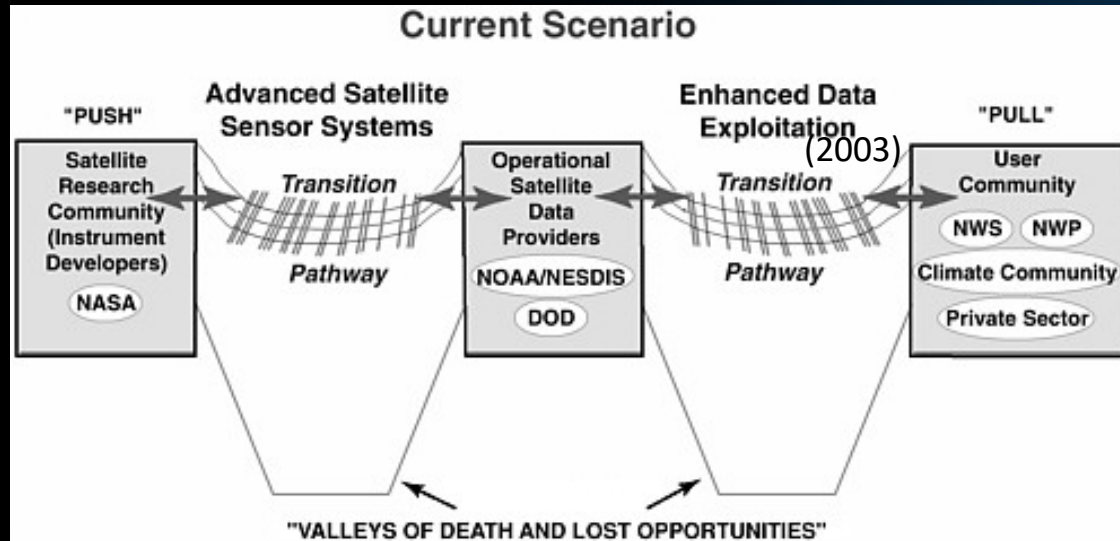 Current Scenario
"PUSH"
Advanced Satellite
Sensor Systems
Enhanced Data
Exploitation
(2003)
"PULL"
Satellite
Research
Community
(Instrument
Developers)
NASA
Transition
Pathway
Operational
Satellite
Data
Providers
NOAA/NESDIS
DOD
Transition
Pathway
User
Community
NWS NWP
Climate Community
Private Sector
"VALLEYS OF DEATH AND LOST OPPORTUNITIES"